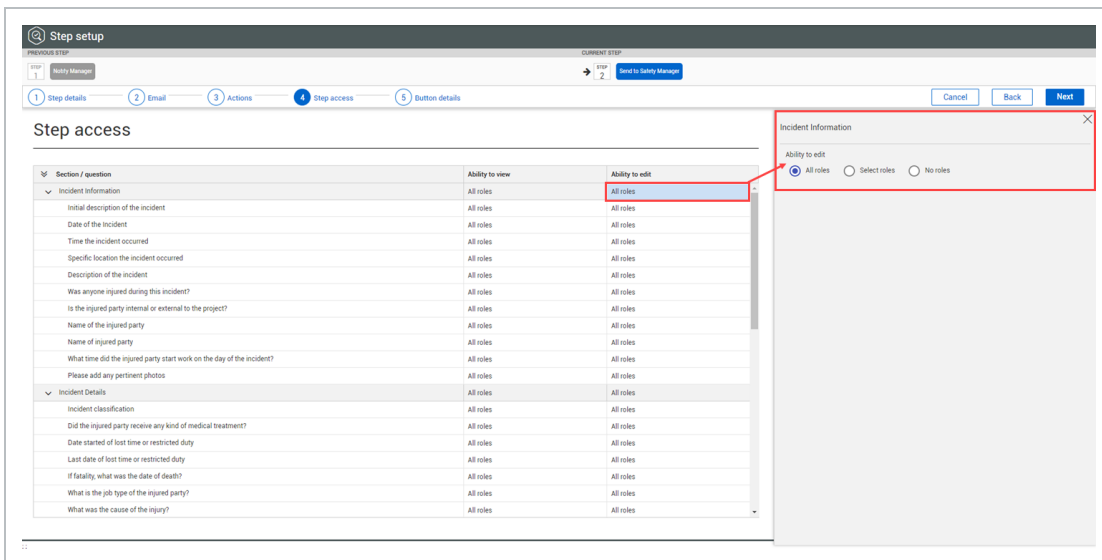 Step setup
PREVIOUS STEP CURRENT STEP
STEP 1 Notify Manager STEP 2 Send to Safety Manager
1 Step details 2 Email 3 Actions 4 Step access 5 Button details Cancel Back Next
Step access
Incident Information
Ability to edit
All roles Select roles No roles
Section / question Ability to view Ability to edit
Incident Information All roles All roles
Initial description of the incident All roles All roles
Date of the Incident All roles All roles
Time the incident occurred All roles All roles
Specific location the incident occurred All roles All roles
Description of the incident All roles All roles
Was anyone injured during this incident? All roles All roles
Is the injured party internal or external to the project? All roles All roles
Name of the injured party All roles All roles
Name of injured party All roles All roles
What time did the injured party start work on the day of the incident? All roles All roles
Please add any pertinent photos All roles All roles
Incident Details All roles All roles
Incident classification All roles All roles
Did the injured party receive any kind of medical treatment? All roles All roles
Date started of lost time or restricted duty All roles All roles
Last date of lost time or restricted duty All roles All roles
If fatality, what was the date of death? All roles All roles
What is the job type of the injured party? All roles All roles
What was the cause of the injury? All roles All roles